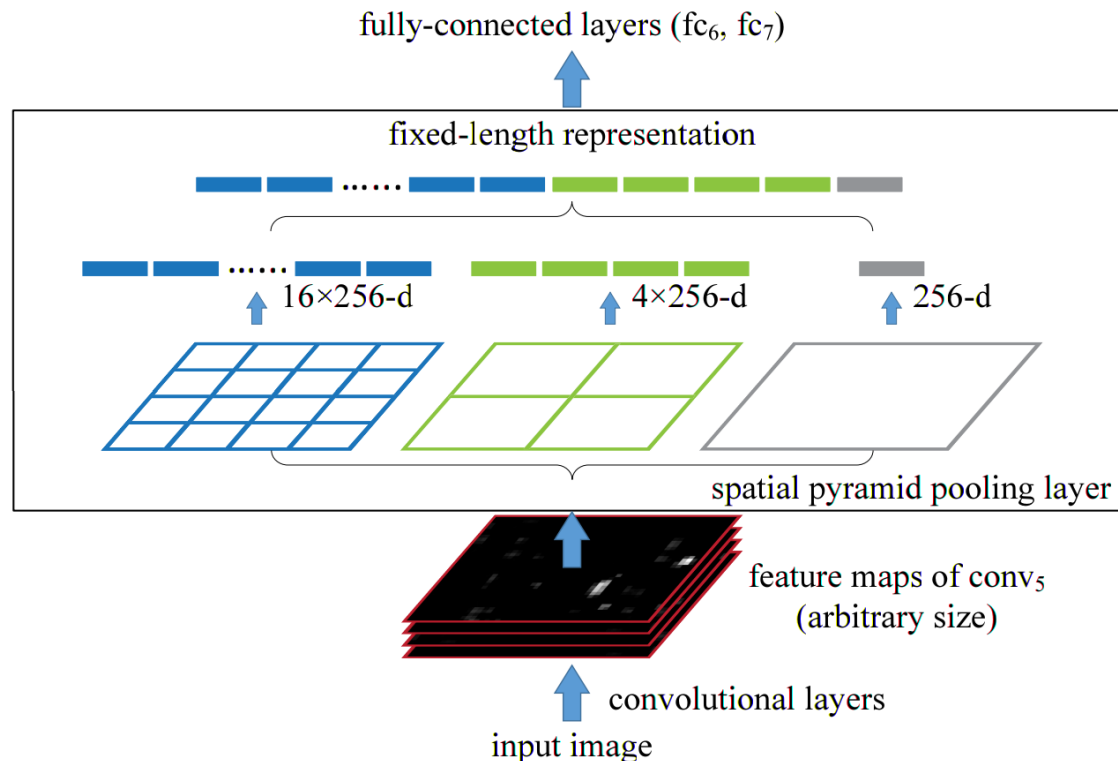 fully-connected layers (fc₆, fc₇)
fixed-length representation
......
......
16×256-d
4×256-d
256-d
spatial pyramid pooling layer
feature maps of conv₅
(arbitrary size)
convolutional layers
input image